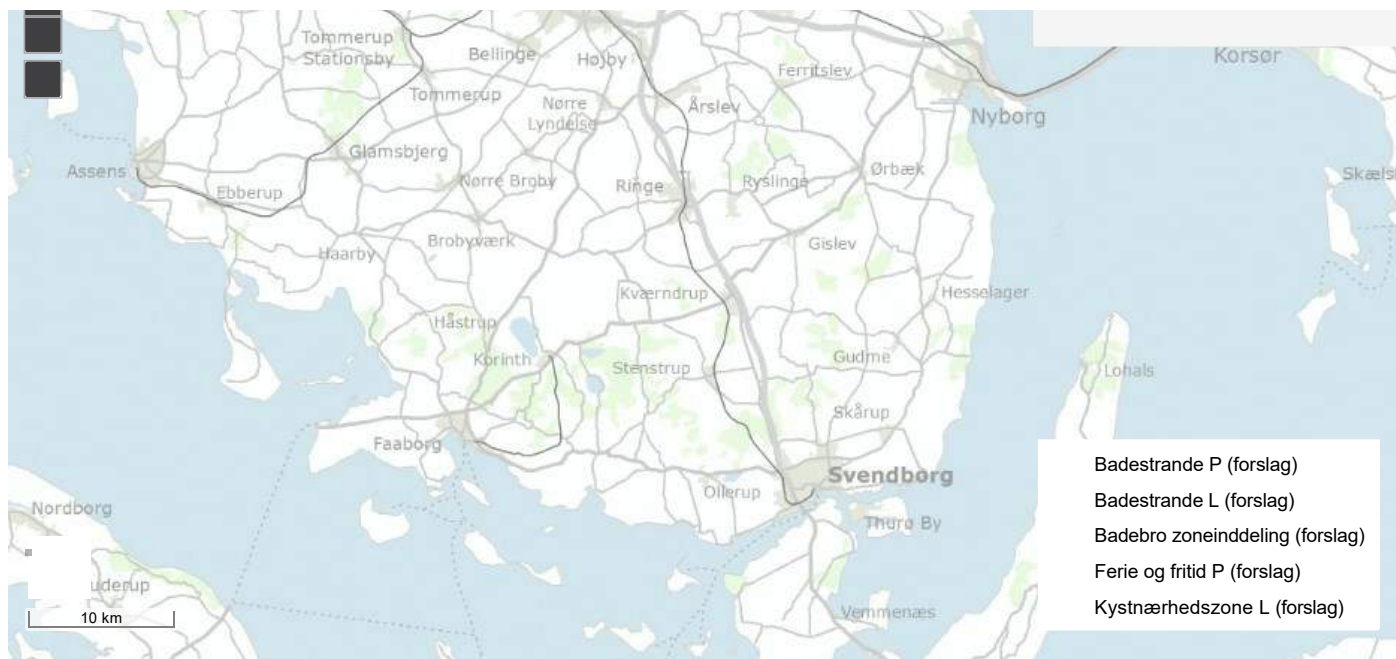 Tommerup
Stationsby
Bellinge
Højby
Ferritslev
Korsør
Tommerup
Nørre
Lyndelse
Årslev
Nyborg
Assens
Glamsbjerg
Ebberup
Nørre Broby
Ringe
Ryslinge
Ørbæk
Haarby
Brobyværk
Gislev
Kværndrup
Hesselager
Håstrup
Korinth
Stenstrup
Gudme
Lohals
Skårup
Faaborg
Svendborg
Ollerup
Thurø By
Nordborg
Vemmenæs
10 km
Badestrande P (forslag)
Badestrande L (forslag)
Badebro zoneinddeling (forslag)
Ferie og fritid P (forslag)
Kystnærhedszone L (forslag)